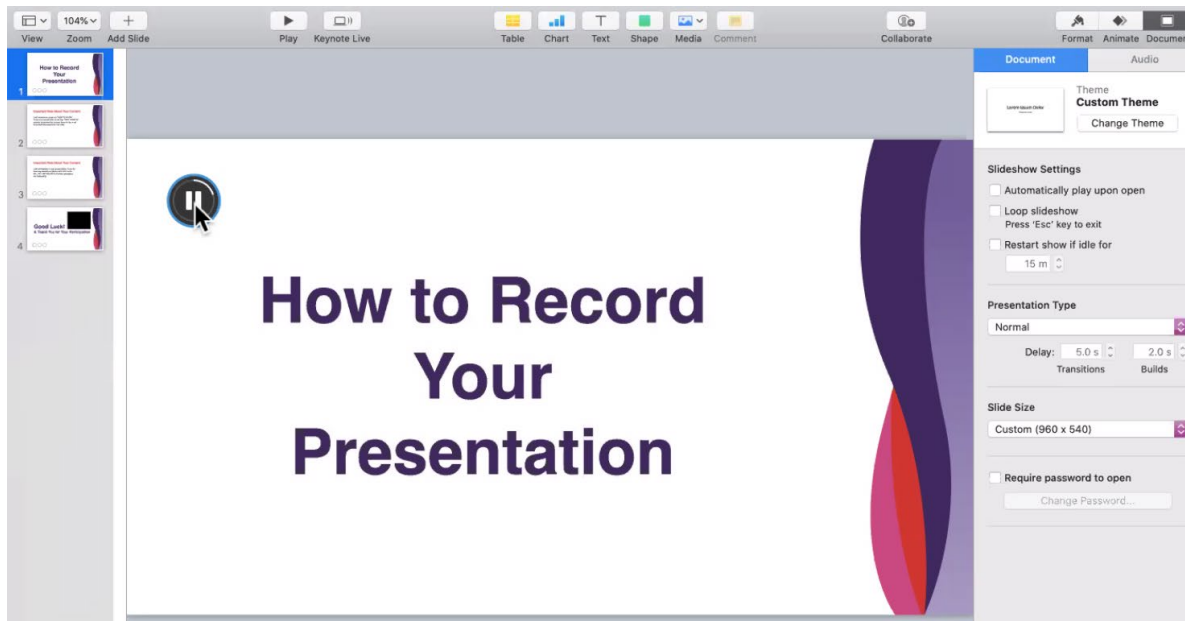 104%
View
Zoom
Add Slide
Play
Keynote Live
Table
Chart
Text
Shape
Media
Comment
Collaborate
Format
Animate
Documen
Document
Audio
1
How to Record
Your
Presentation
2
3
4
Good Luck!
How to Record
Your
Presentation
Theme
Custom Theme
Change Theme
Slideshow Settings
Automatically play upon open
Loop slideshow
Press 'Esc' key to exit
Restart show if idle for
15 m
Presentation Type
Normal
Delay: 5.0 s 2.0 s
Transitions Builds
Slide Size
Custom (960 x 540)
Require password to open
Change Password...